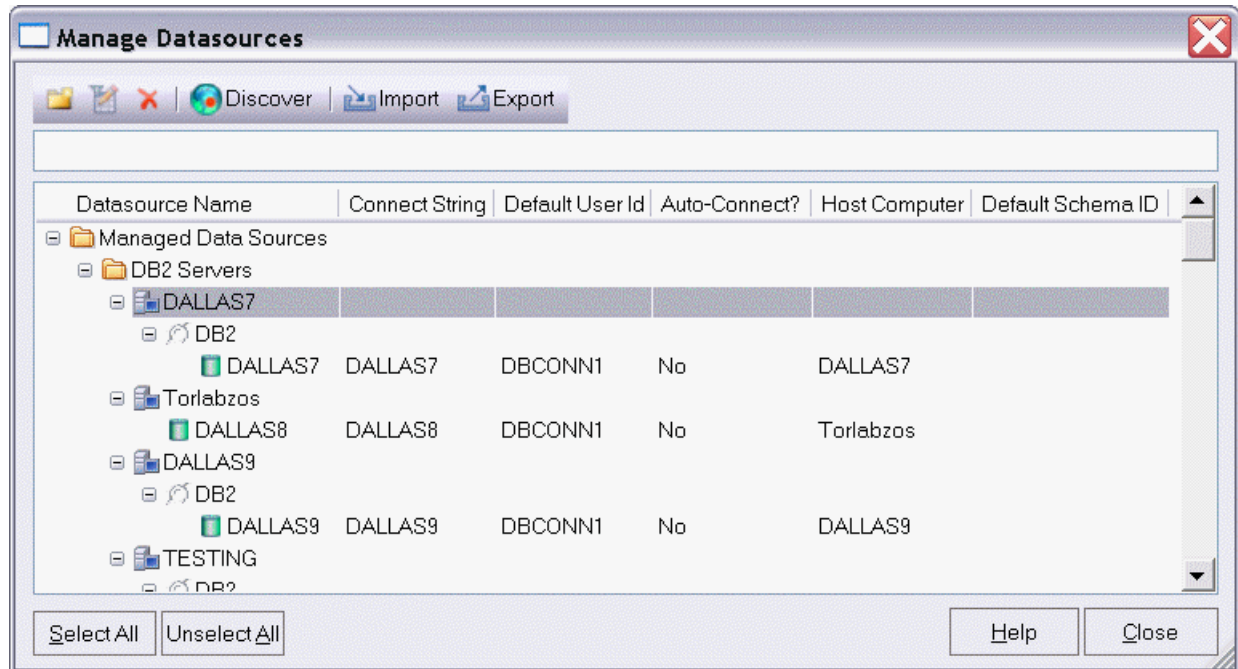 Manage Datasources
Discover Import Export
Datasource Name Connect String Default User Id Auto-Connect? Host Computer Default Schema ID
Managed Data Sources
DB2 Servers
DALLAS7
DB2
DALLAS7 DALLAS7 DBCONN1 No DALLAS7
Torlabzos
DALLAS8 DALLAS8 DBCONN1 No Torlabzos
DALLAS9
DB2
DALLAS9 DALLAS9 DBCONN1 No DALLAS9
TESTING
DB2
Select All Unselect All Help Close